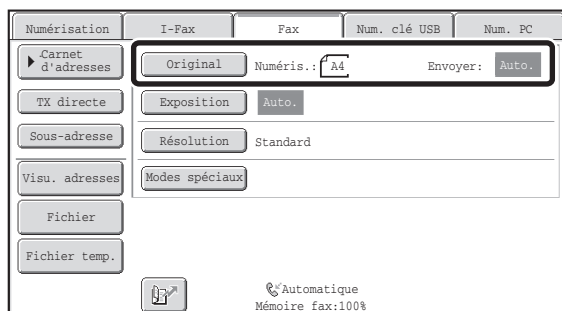 Numérisation
I-Fax
Fax
Num. clé USB
Num. PC
Carnet
d'adresses
Original
Numéris.:
A4
Envoyer:
Auto.
TX directe
Exposition
Auto.
Sous-adresse
Résolution
Standard
Visu. adresses
Modes spéciaux
Fichier
Fichier temp.
Automatique
Mémoire fax:100%